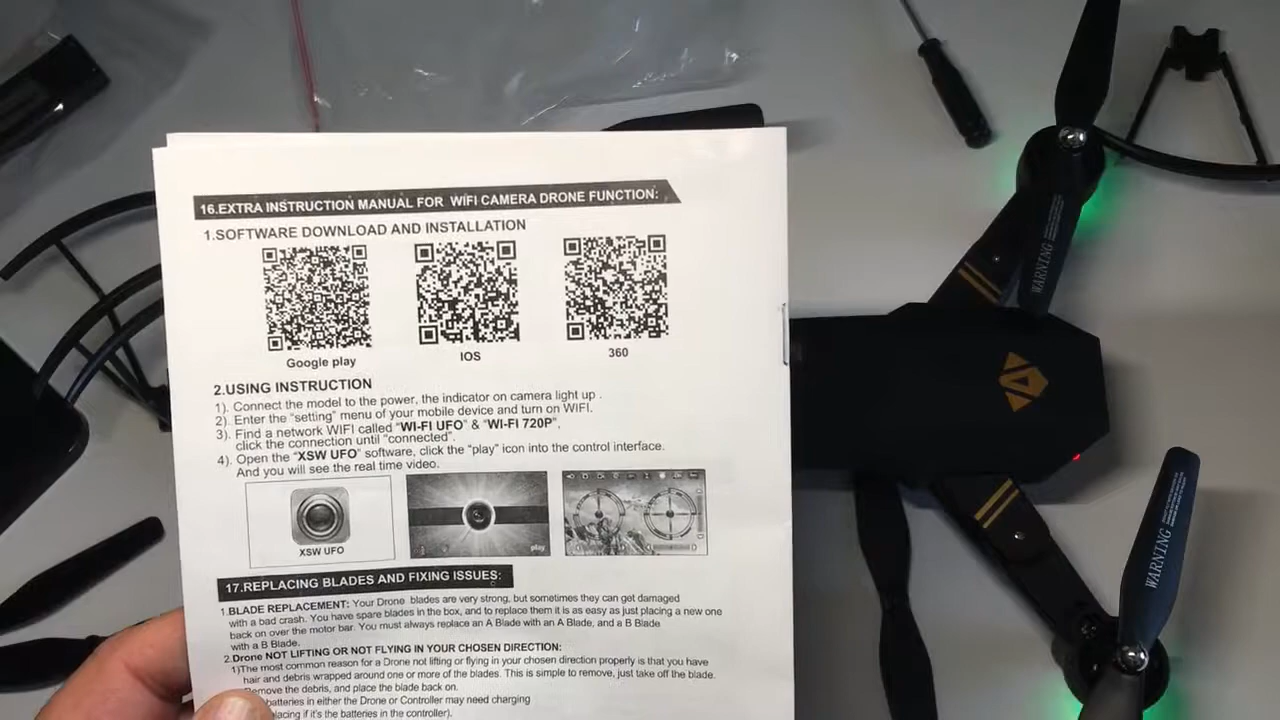 16.EXTRA INSTRUCTION MANUAL FOR WIFI CAMERA DRONE FUNCTION:
1.SOFTWARE DOWNLOAD AND INSTALLATION
Google play
IOS
360
2.USING INSTRUCTION
1). Connect the model to the power, the indicator on camera light up .
2). Enter the "setting" menu of your mobile device and turn on WIFI.
3). Find a network WIFI called "WI-FI UFO" & "WI-FI 720P",
click the connection until "connected".
4). Open the "XSW UFO" software, click the "play" icon into the control interface.
And you will see the real time video.
XSW UFO
play
17.REPLACING BLADES AND FIXING ISSUES:
1.BLADE REPLACEMENT: Your Drone blades are very strong, but sometimes they can get damaged
with a bad crash. You have spare blades in the box, and to replace them it is as easy as just placing a new one
back on over the motor bar. You must always replace an A Blade with an A Blade, and a B Blade
with a B Blade.
2.Drone NOT LIFTING OR NOT FLYING IN YOUR CHOSEN DIRECTION:
1)The most common reason for a Drone not lifting or flying in your chosen direction properly is that you have
hair and debris wrapped around one or more of the blades. This is simple to remove, just take off the blade.
emove the debris, and place the blade back on.
batteries in either the Drone or Controller may need charging
lacing if it's the batteries in the controller).
WARNING
WARNING